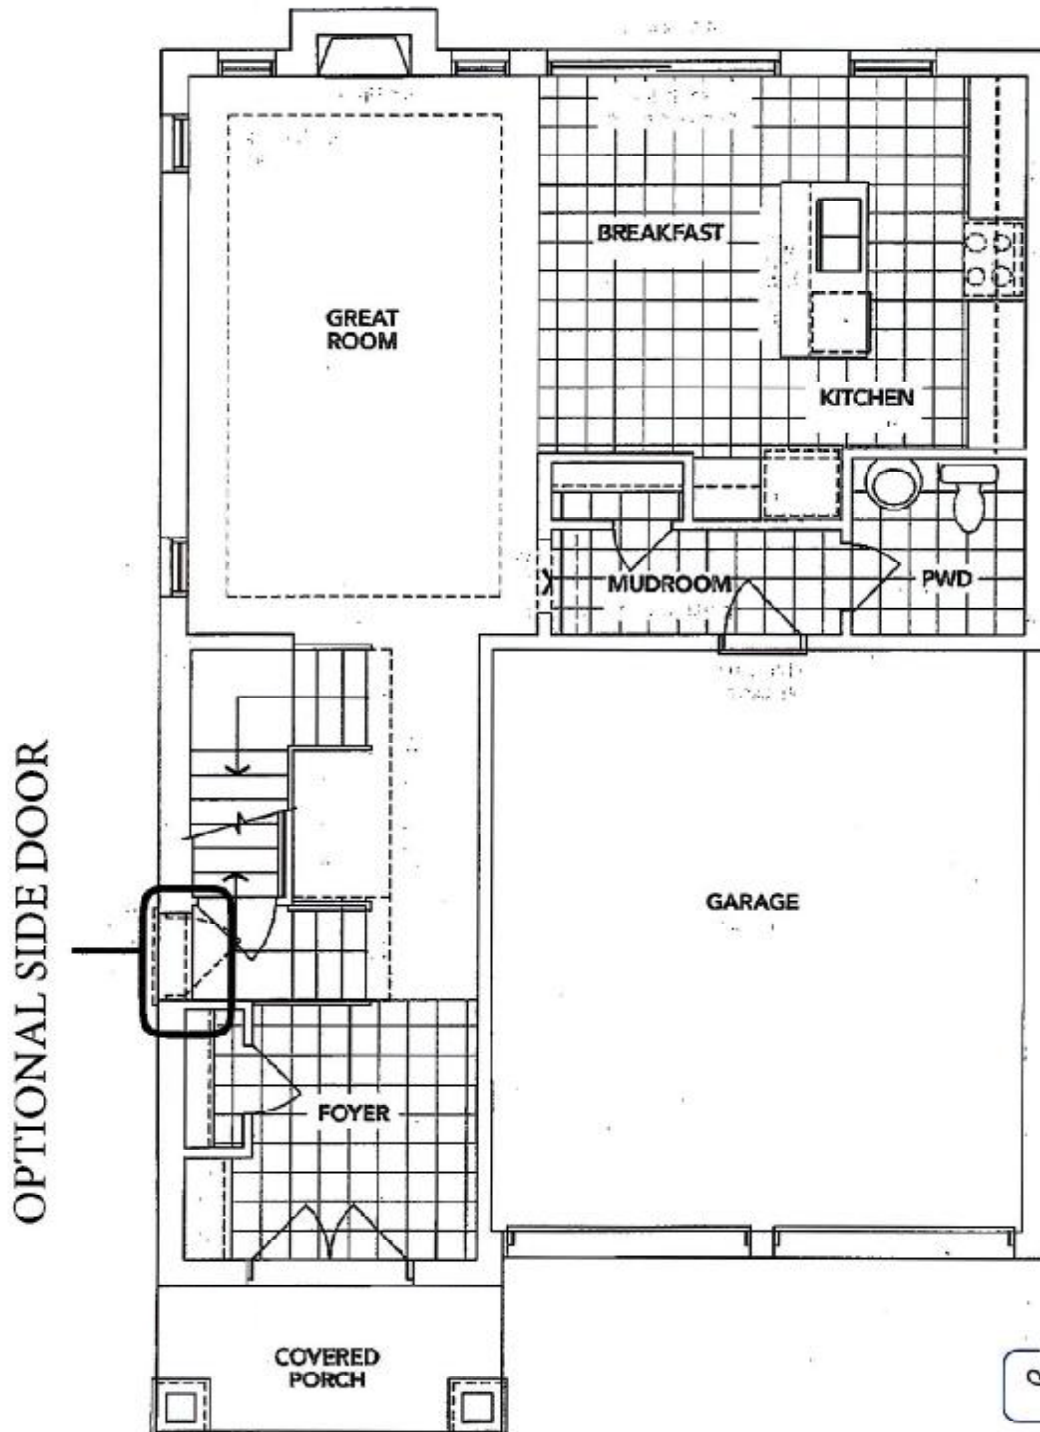 BREAKFAST
GREAT
ROOM
KITCHEN
MUDROOM
PWD
OPTIONAL SIDE DOOR
GARAGE
FOYER
COVERED
PORCH